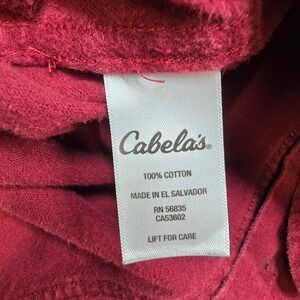 Cabela's®
100% COTTON
MADE IN EL SALVADOR
RN 56835
CA53602
LIFT FOR CARE